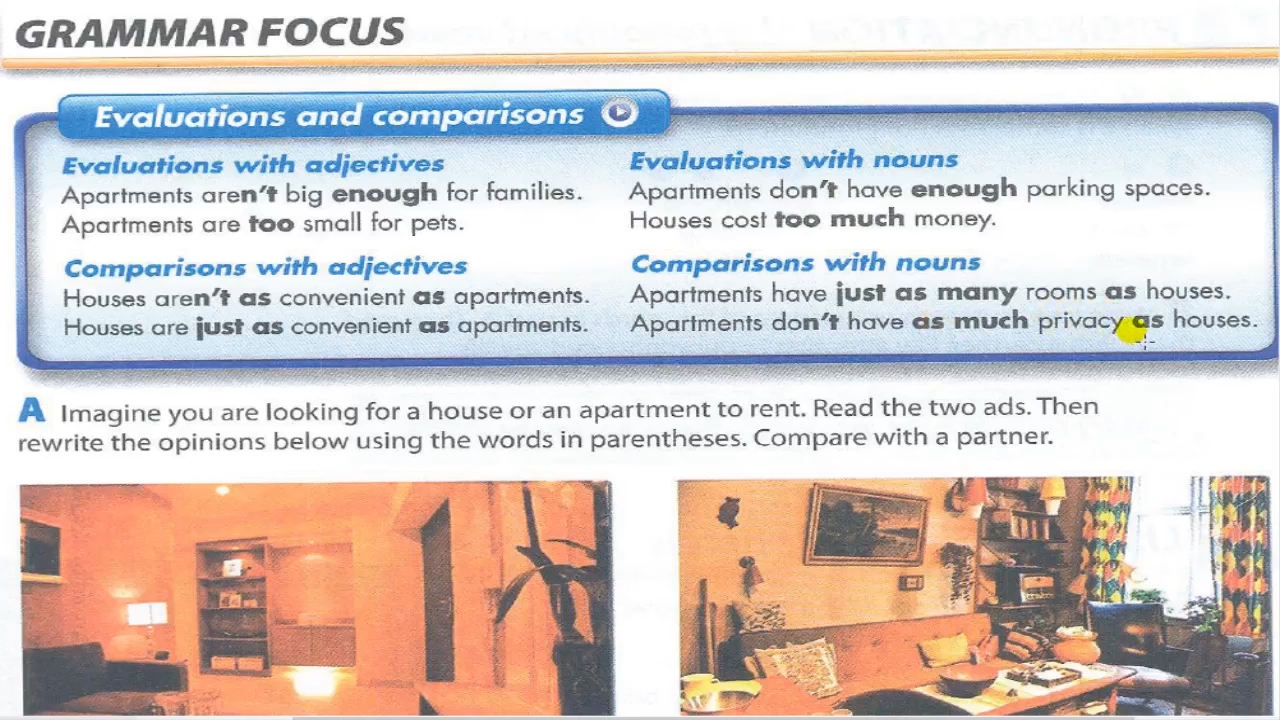 GRAMMAR FOCUS
Evaluations and comparisons
Evaluations with adjectives
Apartments aren't big enough for families.
Apartments are too small for pets.
Comparisons with adjectives
Houses aren't as convenient as apartments.
Houses are just as convenient as apartments.
Evaluations with nouns
Apartments don't have enough parking spaces.
Houses cost too much money.
Comparisons with nouns
Apartments have just as many rooms as houses.
Apartments don't have as much privacy as houses.
A Imagine you are looking for a house or an apartment to rent. Read the two ads. Then
rewrite the opinions below using the words in parentheses. Compare with a partner.